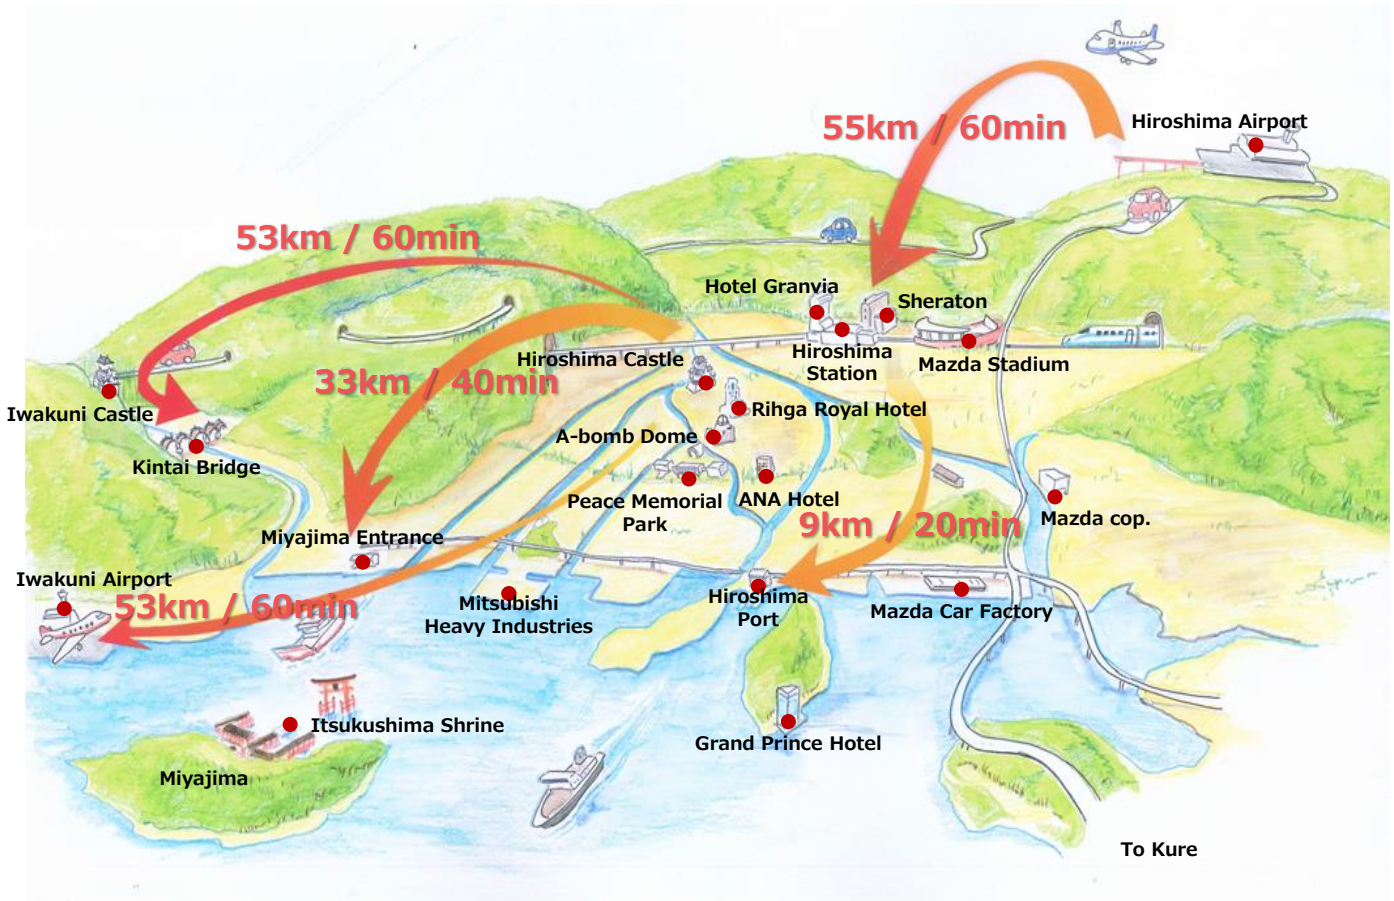 55km / 60min
Hiroshima Airport
53km / 60min
Hotel Granvia
Sheraton
Hiroshima
Station
Mazda Stadium
Hiroshima Castle
33km / 40min
Iwakuni Castle
Rihga Royal Hotel
A-bomb Dome
Kintai Bridge
Peace Memorial
Park
ANA Hotel
Mazda cop.
9km / 20min
Miyajima Entrance
Iwakuni Airport
53km / 60min
Mitsubishi
Heavy Industries
Hiroshima
Port
Mazda Car Factory
Itsukushima Shrine
Grand Prince Hotel
Miyajima
To Kure